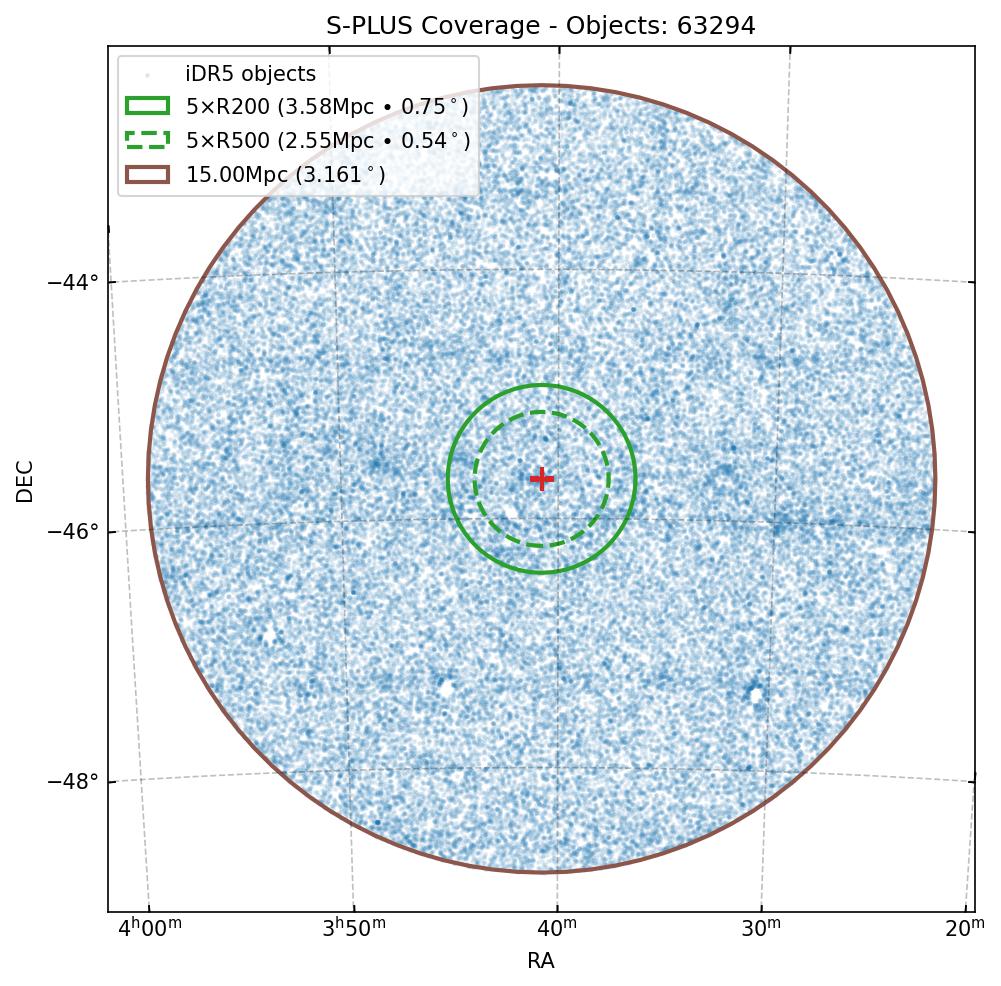 S-PLUS Coverage - Objects: 63294
iDR5 objects
5×R200 (3.58Mpc • 0.75°)
5×R500 (2.55Mpc • 0.54°)
15.00Mpc (3.161°)
−44°
−46°
−48°
DEC
4ʰ00ᵐ 3ʰ50ᵐ 40ᵐ 30ᵐ 20ᵐ
RA